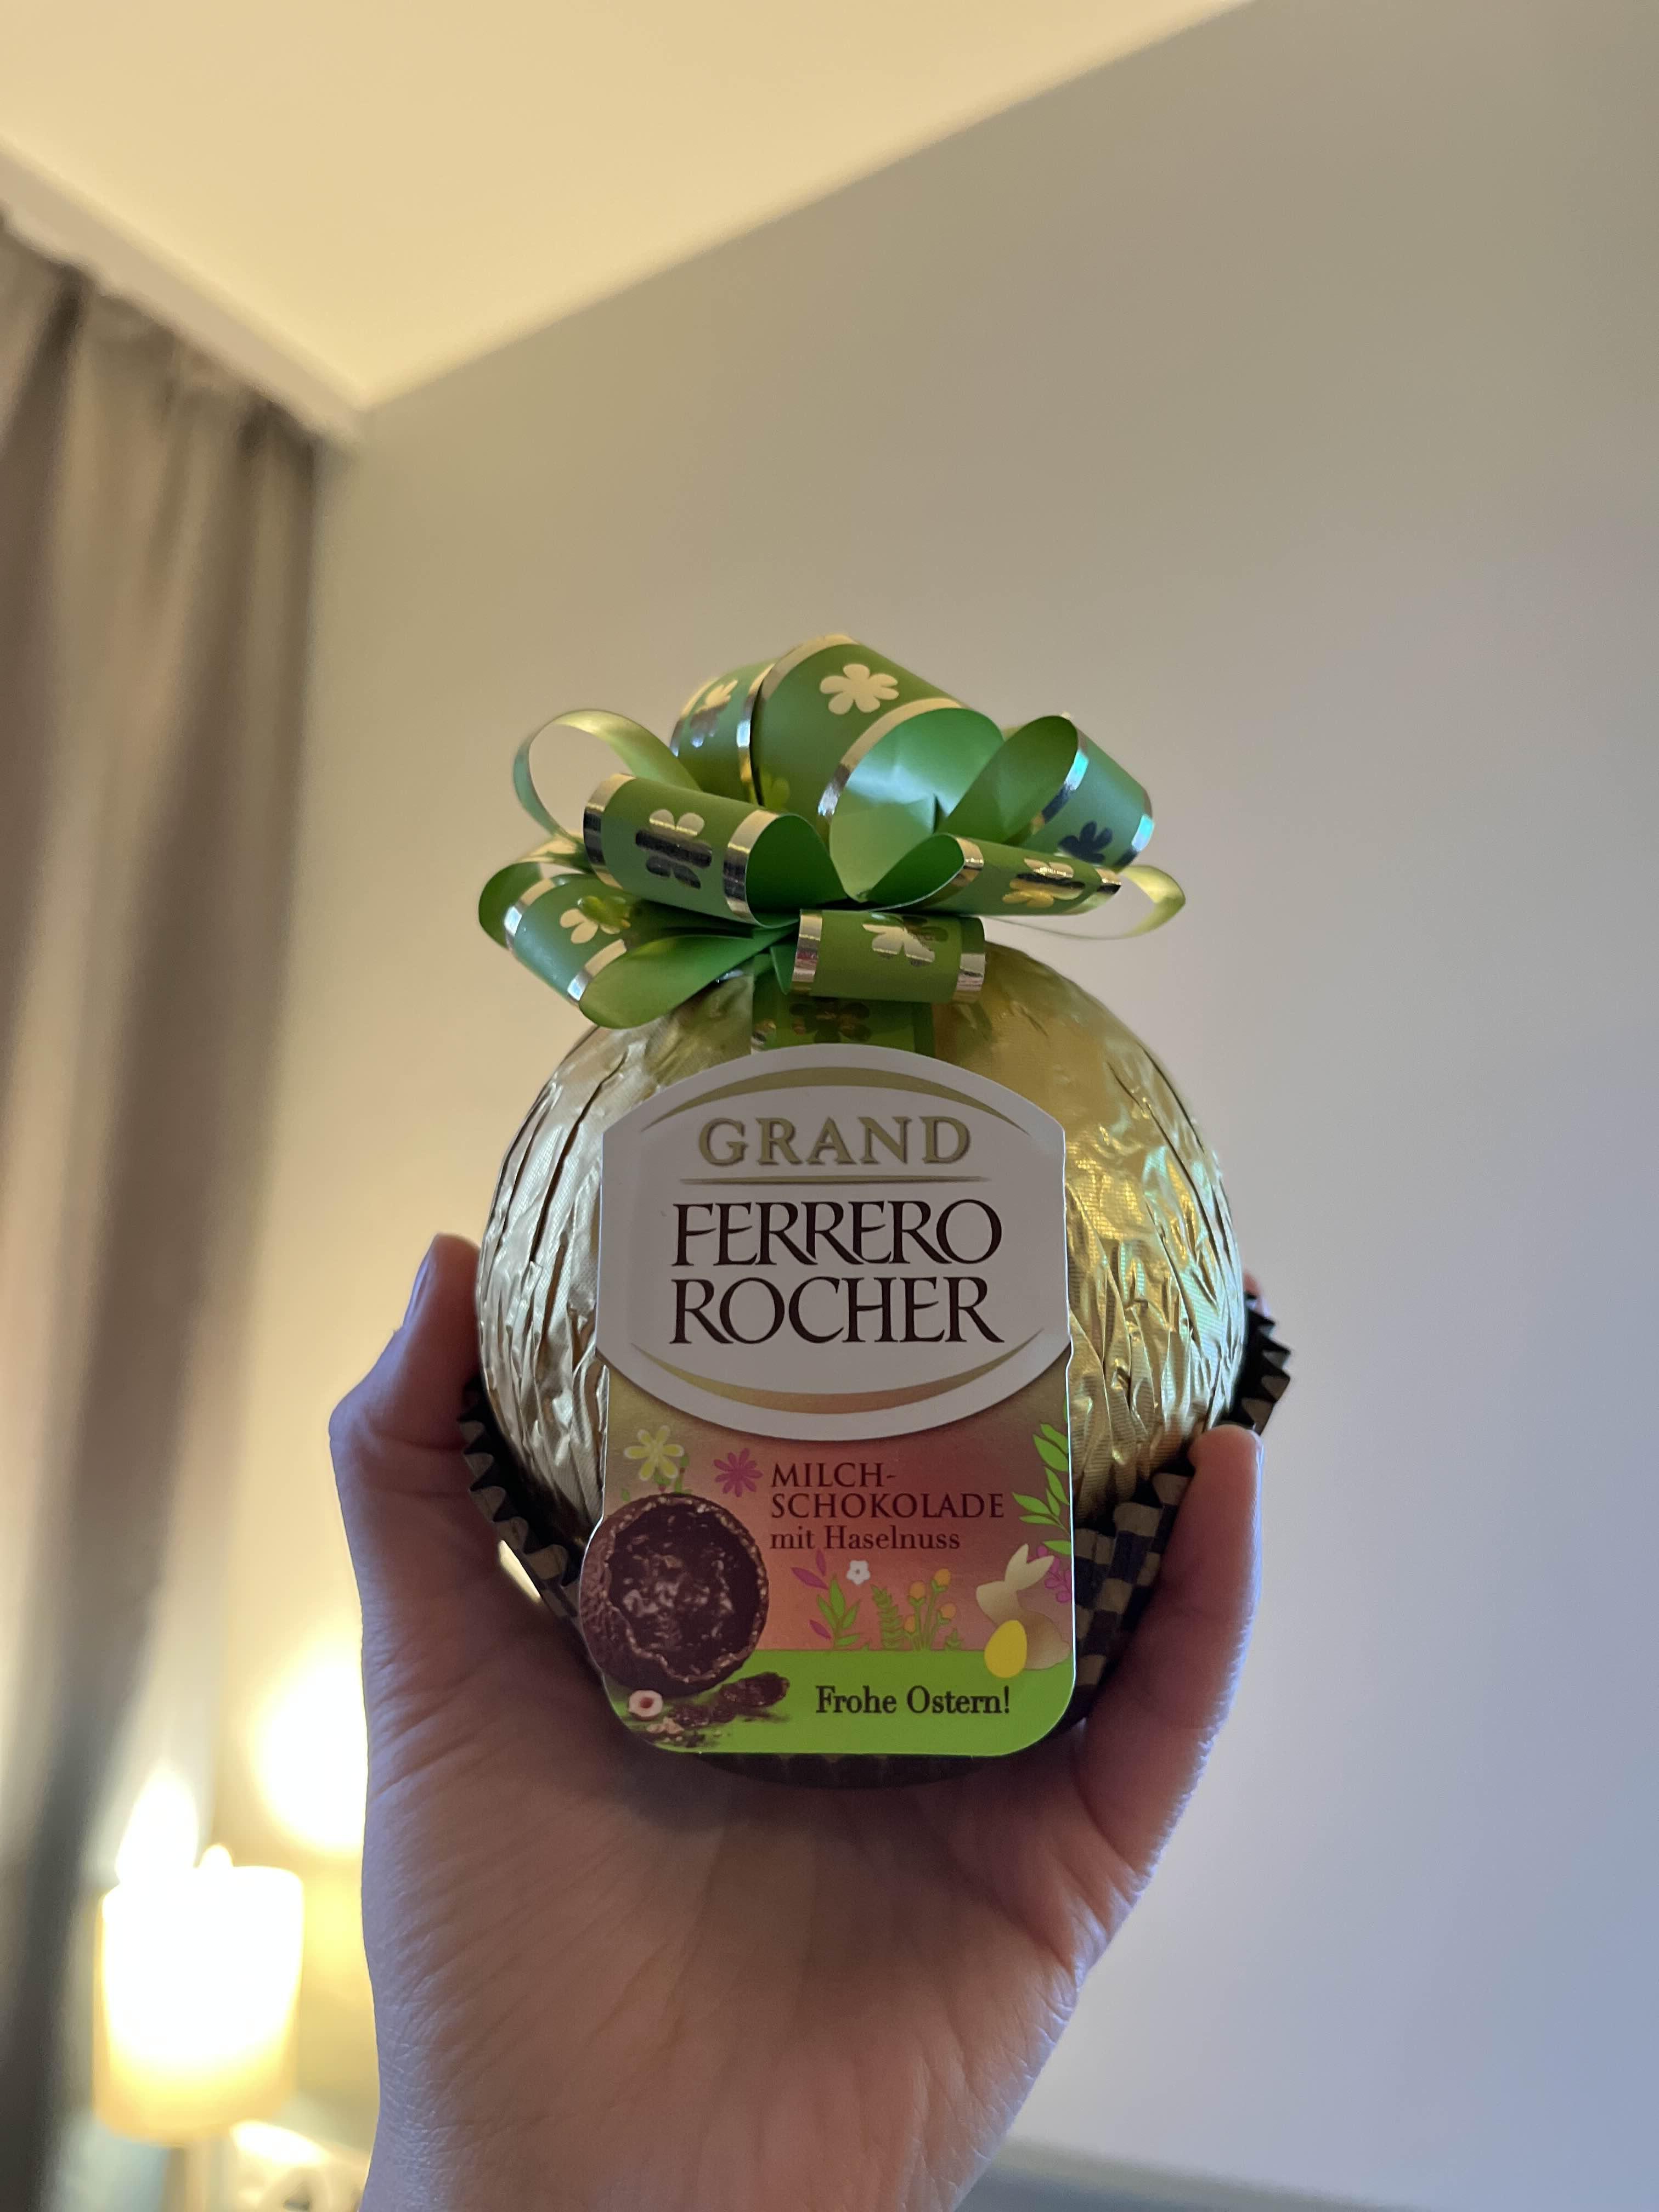 GRAND
FERRERO
ROCHER
MILCH-
SCHOKOLADE
mit Haselnuss
Frohe Ostern!